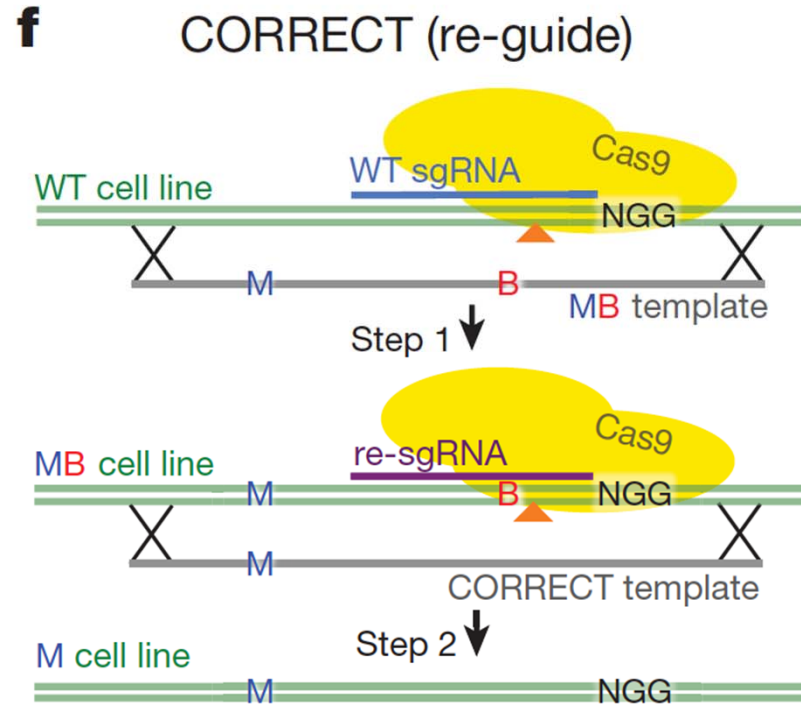 f
CORRECT (re-guide)
Cas9
WT sgRNA
WT cell line
NGG
M B
MB template
Step 1
Cas9
re-sgRNA
MB cell line
M B NGG
M
CORRECT template
Step 2
M cell line
M NGG